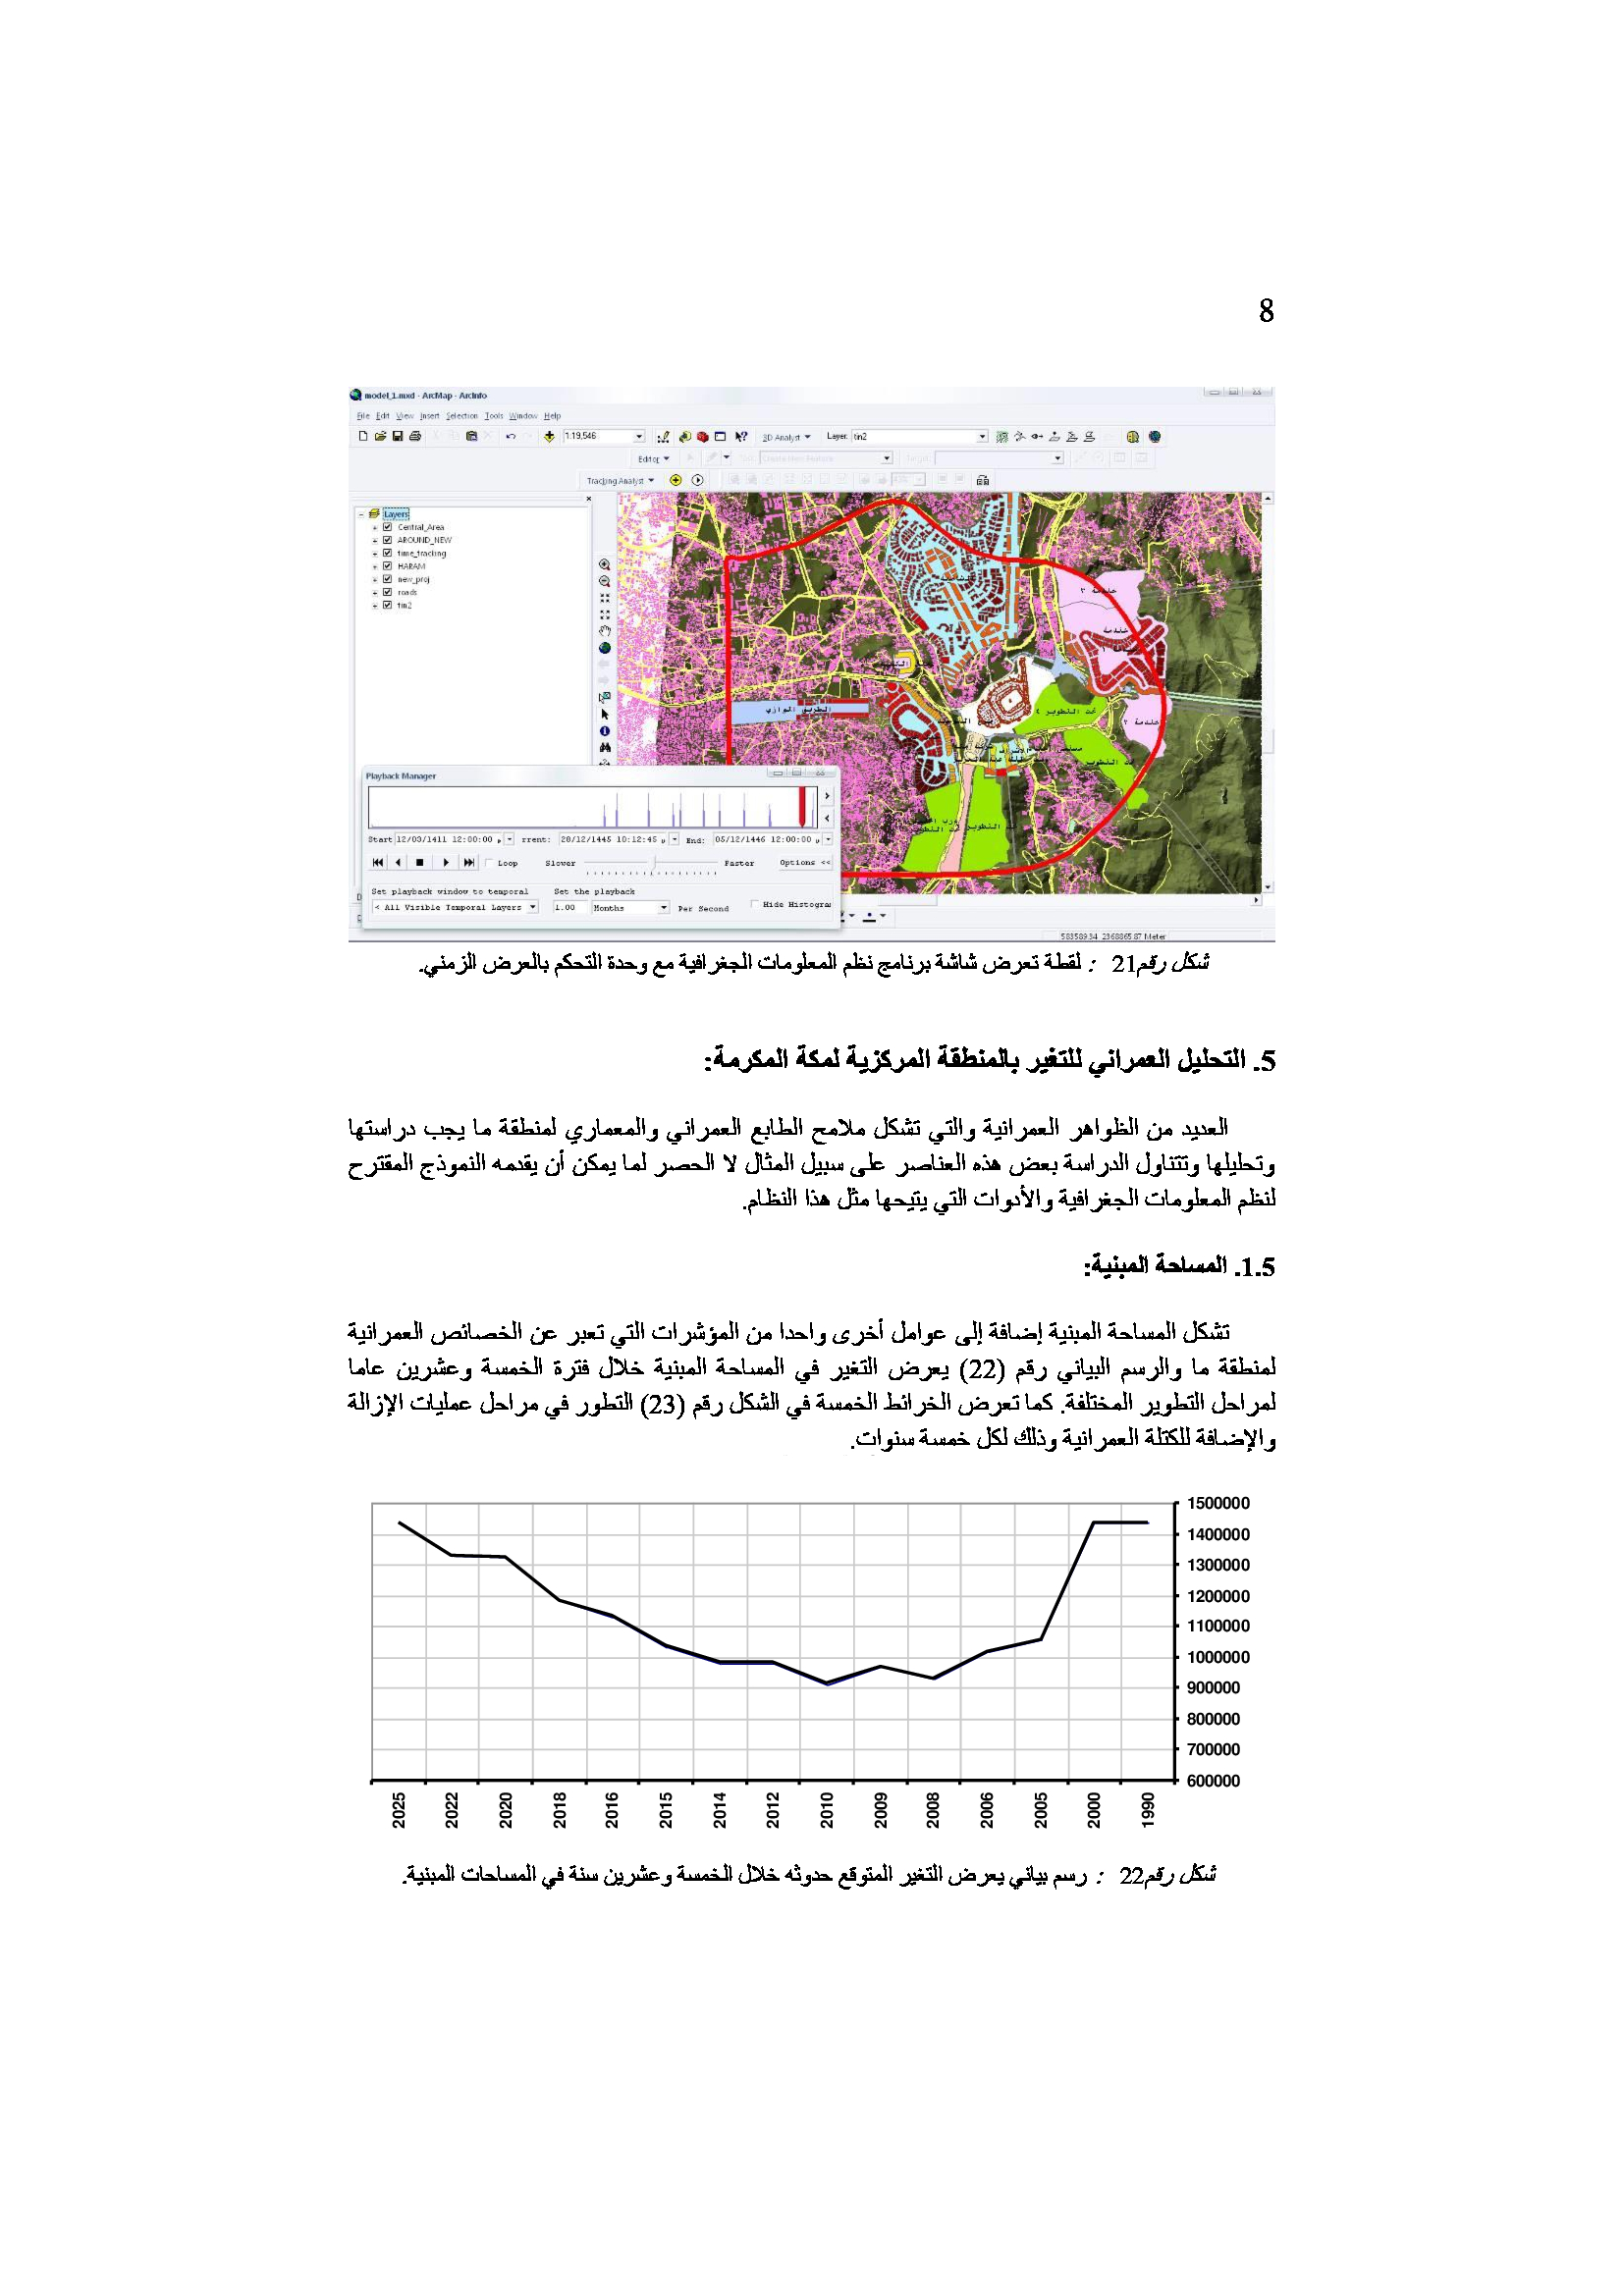 8
model_1.mxd - ArcMap - ArcInfo
File Edit View Insert Selection Tools Window Help
1:19,546
3D Analyst
Layer: tin2
Editor
Tracking Analyst
Layers
Central_Area
AROUND_NEW
time_tracking
HARAM
new_proj
roads
tin2
خندمة ٢
خندمة
الطريق الموازي
تحت التطوير ٤
خندمة ٢
Playback Manager
Start 12/03/1411 12:00:00 rrent: 28/12/1445 10:12:45 End: 05/12/1446 12:00:00
Loop Slower Faster Options <<
Set playback window to temporal Set the playback
< All Visible Temporal Layers 1.00 Months Per Second Hide Histogra
583589.34 2368865.87 Meter
شكل رقم21 : لقطة تعرض شاشة برنامج نظم المعلومات الجغرافية مع وحدة التحكم بالعرض الزمني.
5. التحليل العمراني للتغير بالمنطقة المركزية لمكة المكرمة:
العديد من الظواهر العمرانية والتي تشكل ملامح الطابع العمراني والمعماري لمنطقة ما يجب دراستها
وتحليلها وتتناول الدراسة بعض هذه العناصر على سبيل المثال لا الحصر لما يمكن أن يقدمه النموذج المقترح
لنظم المعلومات الجغرافية والأدوات التي يتيحها مثل هذا النظام.
1.5. المساحة المبنية:
تشكل المساحة المبنية إضافة إلى عوامل أخرى واحدا من المؤشرات التي تعبر عن الخصائص العمرانية
لمنطقة ما والرسم البياني رقم (22) يعرض التغير في المساحة المبنية خلال فترة الخمسة وعشرين عاما
لمراحل التطوير المختلفة. كما تعرض الخرائط الخمسة في الشكل رقم (23) التطور في مراحل عمليات الإزالة
والإضافة للكتلة العمرانية وذلك لكل خمسة سنوات.
1500000
1400000
1300000
1200000
1100000
1000000
900000
800000
700000
600000
2025 2022 2020 2018 2016 2015 2014 2012 2010 2009 2008 2006 2005 2000 1990
شكل رقم22 : رسم بياني يعرض التغير المتوقع حدوثه خلال الخمسة وعشرين سنة في المساحات المبنية.